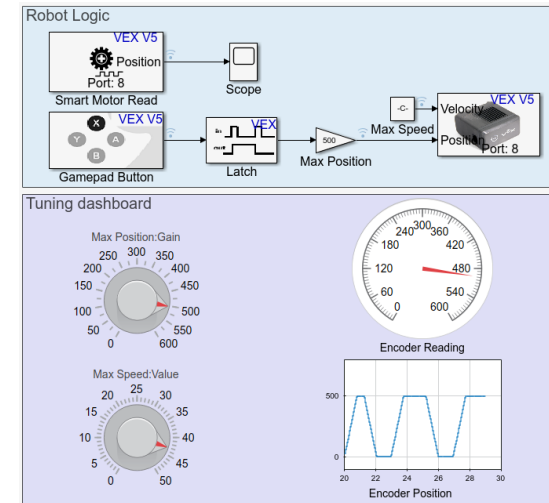 Robot Logic
VEX V5
Position
Port: 8
Smart Motor Read
Scope
VEX V5
X
Y
A
B
Gamepad Button
VEX
in
out
Latch
500
Max Position
-C-
Max Speed
VEX V5
Velocity
Position
Port: 8
Tuning dashboard
Max Position:Gain
0
50
100
150
200
250
300
350
400
450
500
550
600
0
60
120
180
240
300
360
420
480
540
600
Encoder Reading
Max Speed:Value
0
5
10
15
20
25
30
35
40
45
50
500
0
20 22 24 26 28 30
Encoder Position